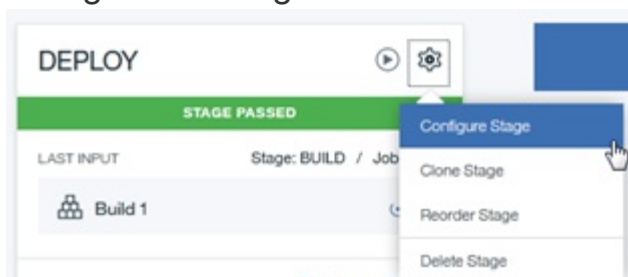 DEPLOY
STAGE PASSED
Configure Stage
LAST INPUT
Stage: BUILD / Job
Clone Stage
Build 1
Reorder Stage
Delete Stage